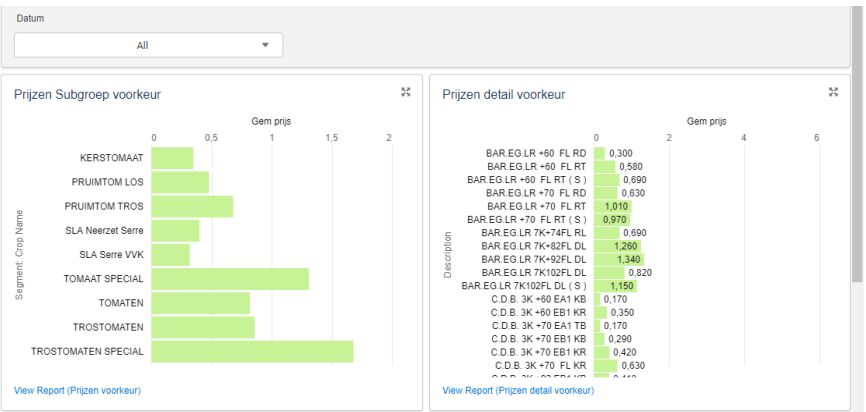 Datum
All
Prijzen Subgroep voorkeur
Gem prijs
0 0,5 1 1,5 2
Segment: Crop Name
KERSTOMAAT
PRUIMTOM LOS
PRUIMTOM TROS
SLA Neerzet Serre
SLA Serre VVK
TOMAAT SPECIAL
TOMATEN
TROSTOMATEN
TROSTOMATEN SPECIAL
View Report (Prijzen voorkeur)
Prijzen detail voorkeur
Gem prijs
0 2 4 6
Description
BAR.EG.LR +60 FL RD 0,300
BAR.EG.LR +60 FL RT 0,580
BAR.EG.LR +60 FL RT ( S ) 0,690
BAR.EG.LR +70 FL RD 0,630
BAR.EG.LR +70 FL RT 1,010
BAR.EG.LR +70 FL RT ( S ) 0,970
BAR.EG.LR 7K+74FL RL 0,690
BAR.EG.LR 7K+82FL DL 1,260
BAR.EG.LR 7K+92FL DL 1,340
BAR.EG.LR 7K102FL DL 0,820
BAR.EG.LR 7K102FL DL ( S ) 1,150
C.D.B. 3K +60 EA1 KB 0,170
C.D.B. 3K +60 EB1 KR 0,350
C.D.B. 3K +70 EA1 TB 0,170
C.D.B. 3K +70 EB1 KB 0,290
C.D.B. 3K +70 EB1 KR 0,420
C.D.B. 3K +70 FL KR 0,630
View Report (Prijzen detail voorkeur)